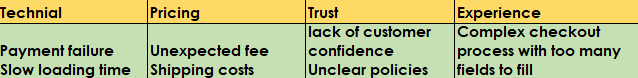 Technial Pricing Trust Experience
Payment failure
Slow loading time
Unexpected fee
Shipping costs
lack of customer
confidence
Unclear policies
Complex checkout
process with too many
fields to fill